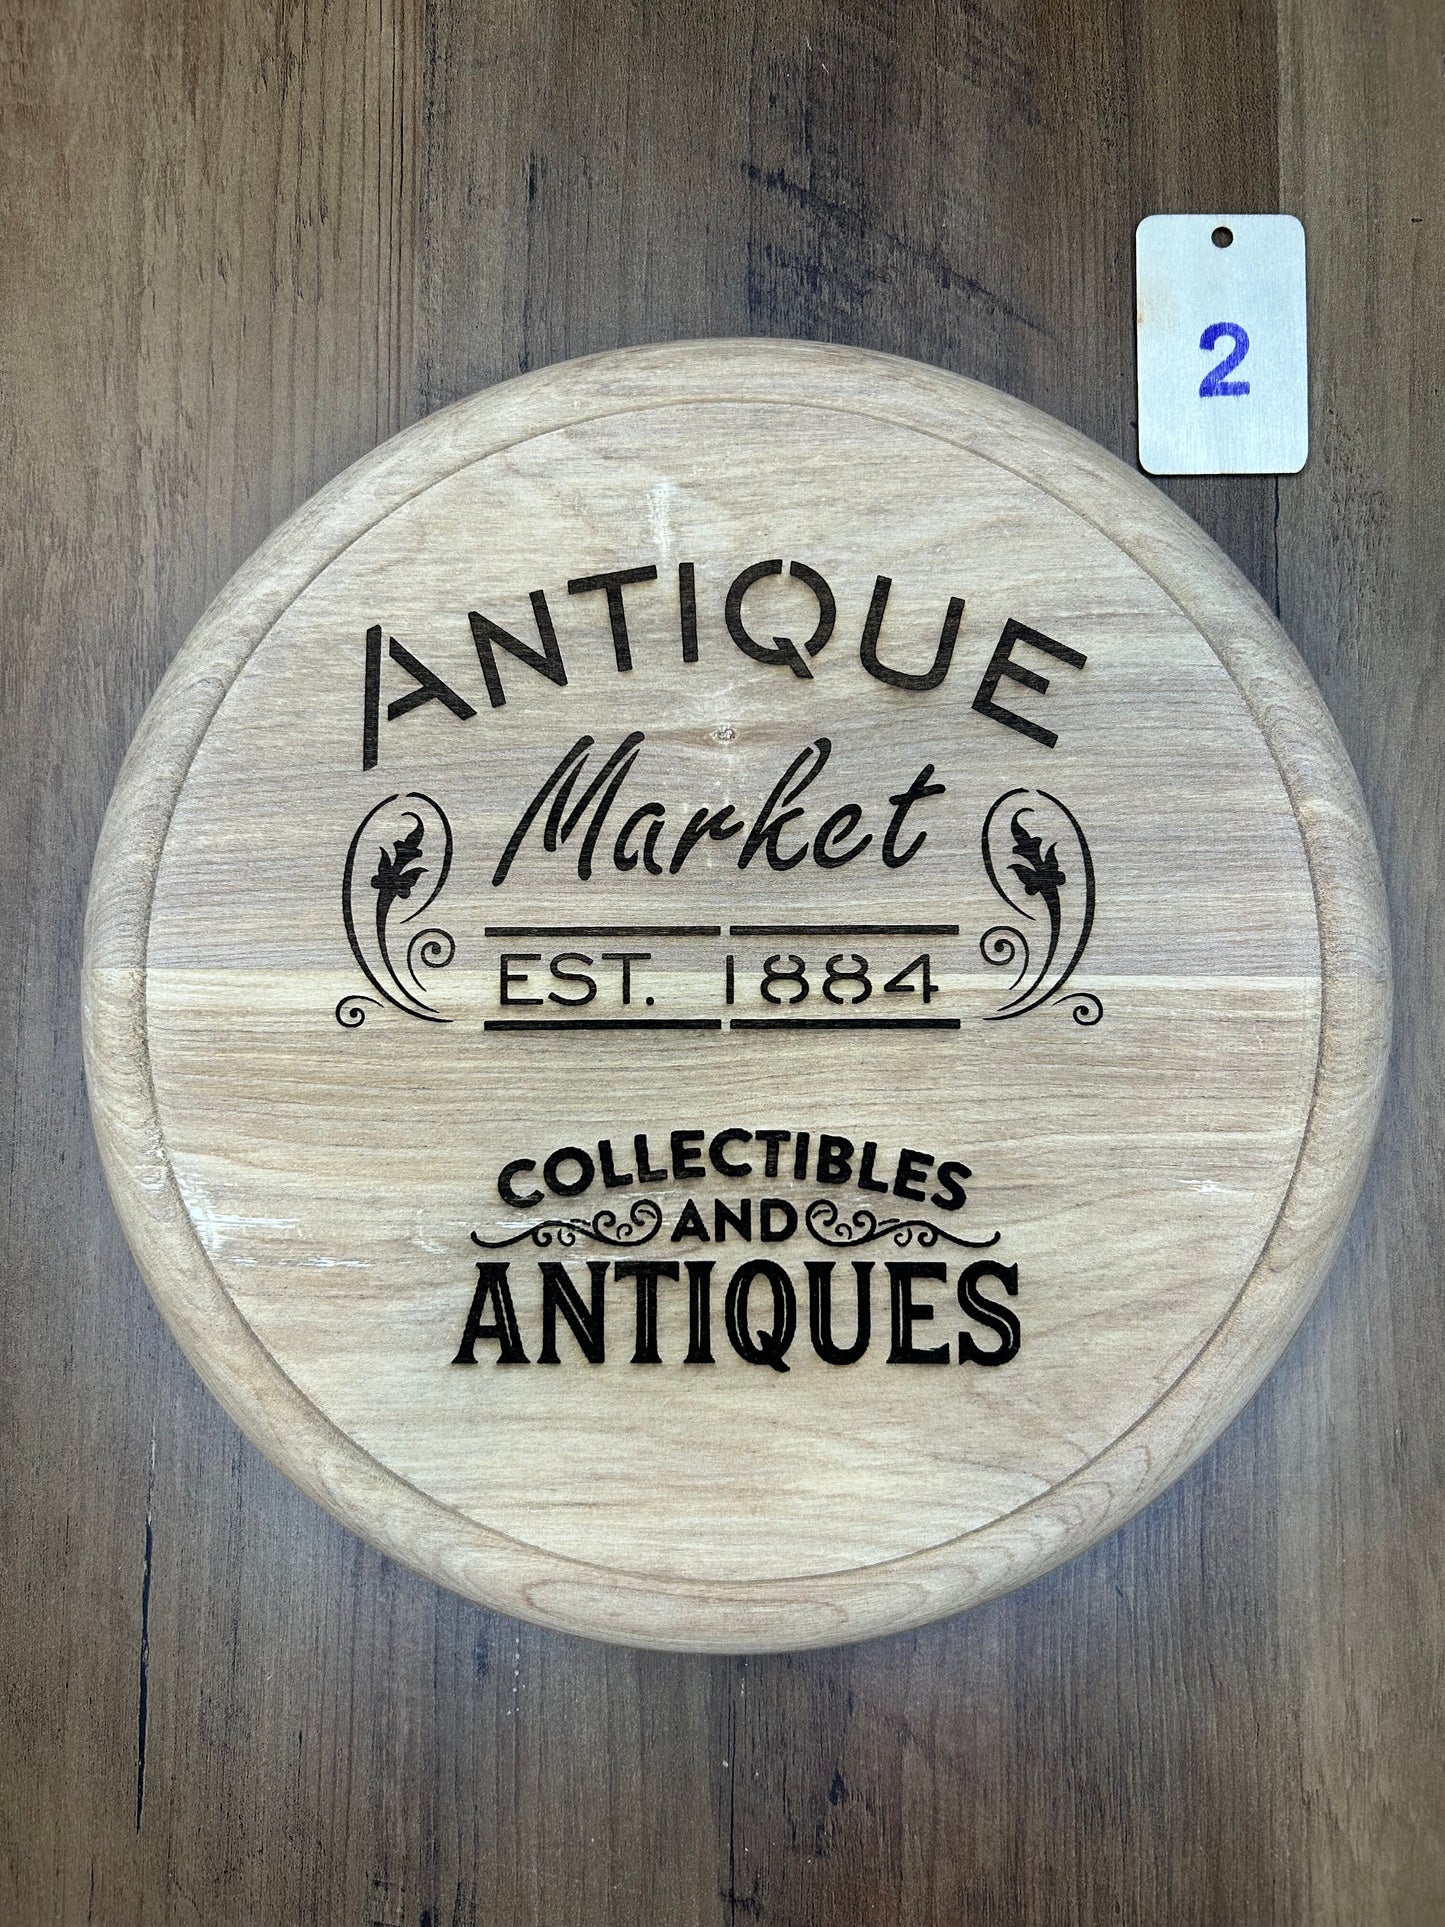 2
ANTIQUE
Market
EST. 1884
COLLECTIBLES
AND
ANTIQUES